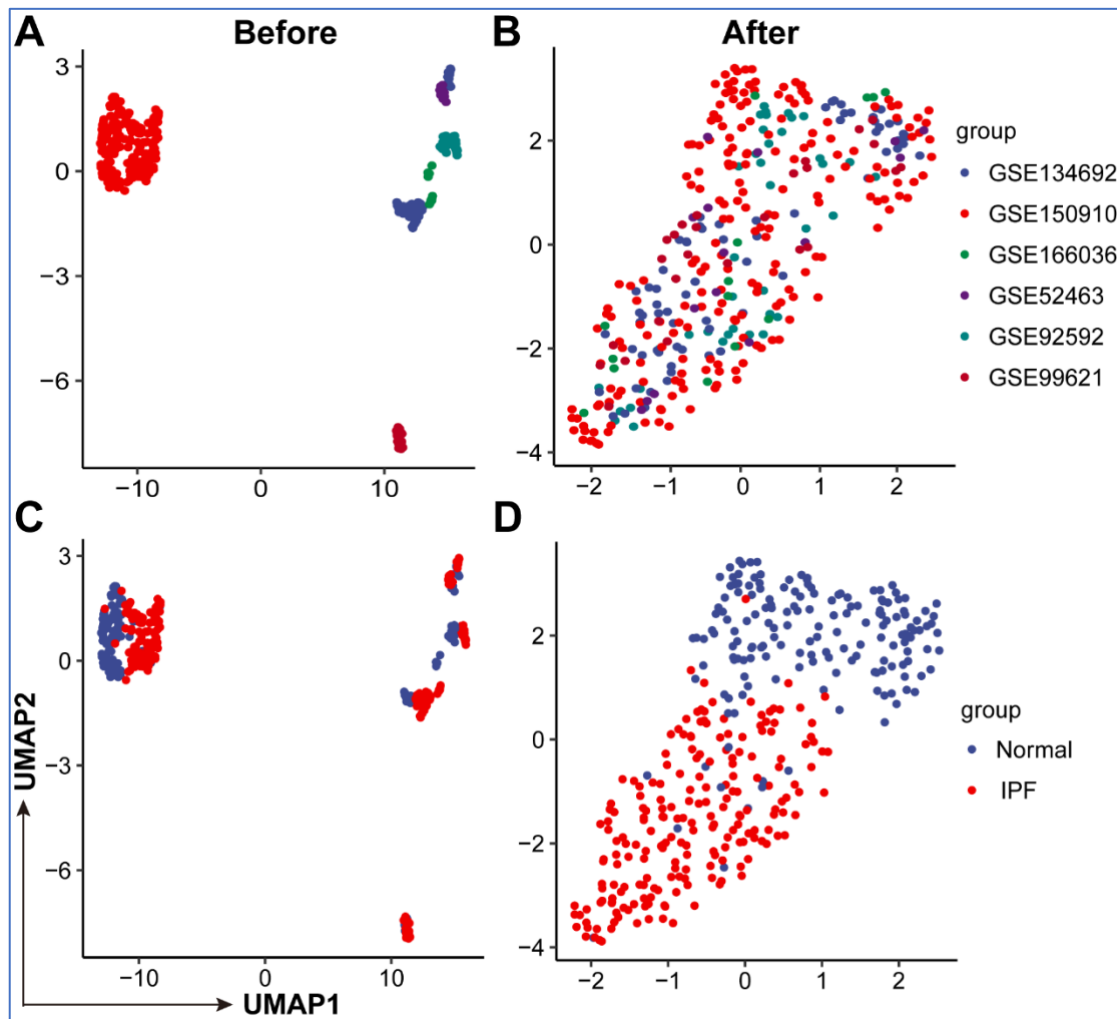 A Before
3
0
−3
−6
−10 0 10
B After
2
0
−2
−4
−2 −1 0 1 2
group
GSE134692
GSE150910
GSE166036
GSE52463
GSE92592
GSE99621
C
3
0
−3
−6
−10 0 10
UMAP2
UMAP1
D
2
0
−2
−4
−2 −1 0 1 2
group
Normal
IPF